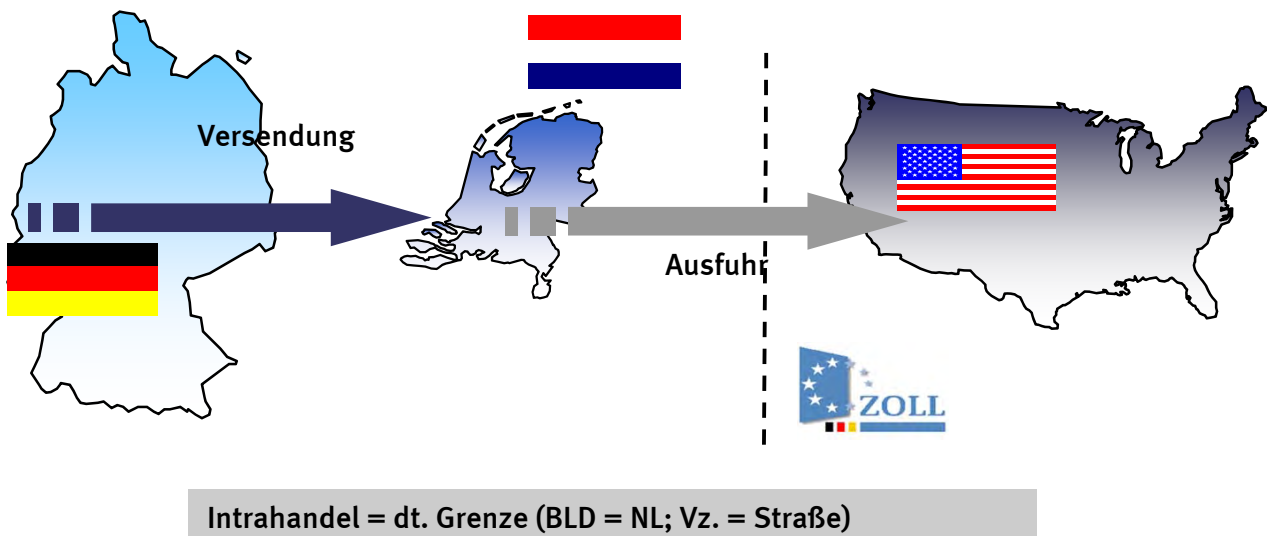 Versendung
Ausfuhr
ZOLL
Intrahandel = dt. Grenze (BLD = NL; Vz. = Straße)